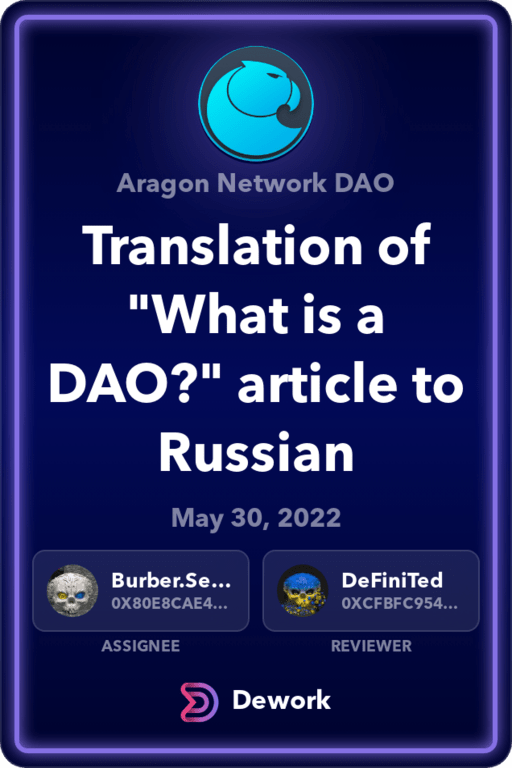 Aragon Network DAO
Translation of
"What is a
DAO?" article to
Russian
May 30, 2022
Burber.Se...
0X80E8CAE4...
ASSIGNEE
DeFiniTed
0XCFBFC954...
REVIEWER
Dework